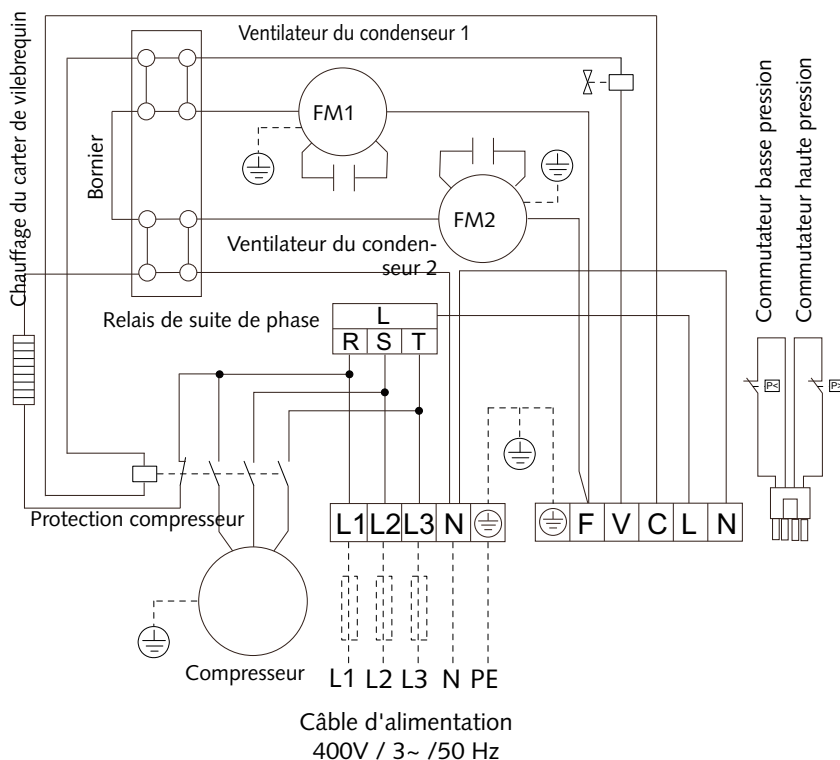 Ventilateur du condenseur 1
Chauffage du carter de vilebrequin
Bornier
FM1
FM2
Ventilateur du conden-
seur 2
Commutateur basse pression
Commutateur haute pression
P<
P>
Relais de suite de phase
L
R S T
Protection compresseur
L1 L2 L3 N
F V C L N
Compresseur
L1 L2 L3 N PE
Câble d'alimentation
400V / 3~ /50 Hz